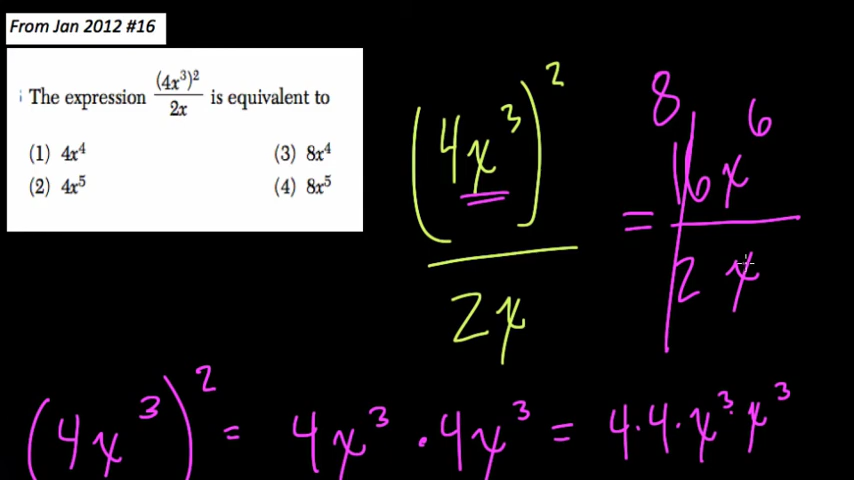 From Jan 2012 #16
The expression (4x³)²/2x is equivalent to
(1) 4x⁴
(2) 4x⁵
(3) 8x⁴
(4) 8x⁵
(4x³)²/2x = 8 16x⁶/2x
(4x³)² = 4x³ · 4x³ = 4·4·x³·x³